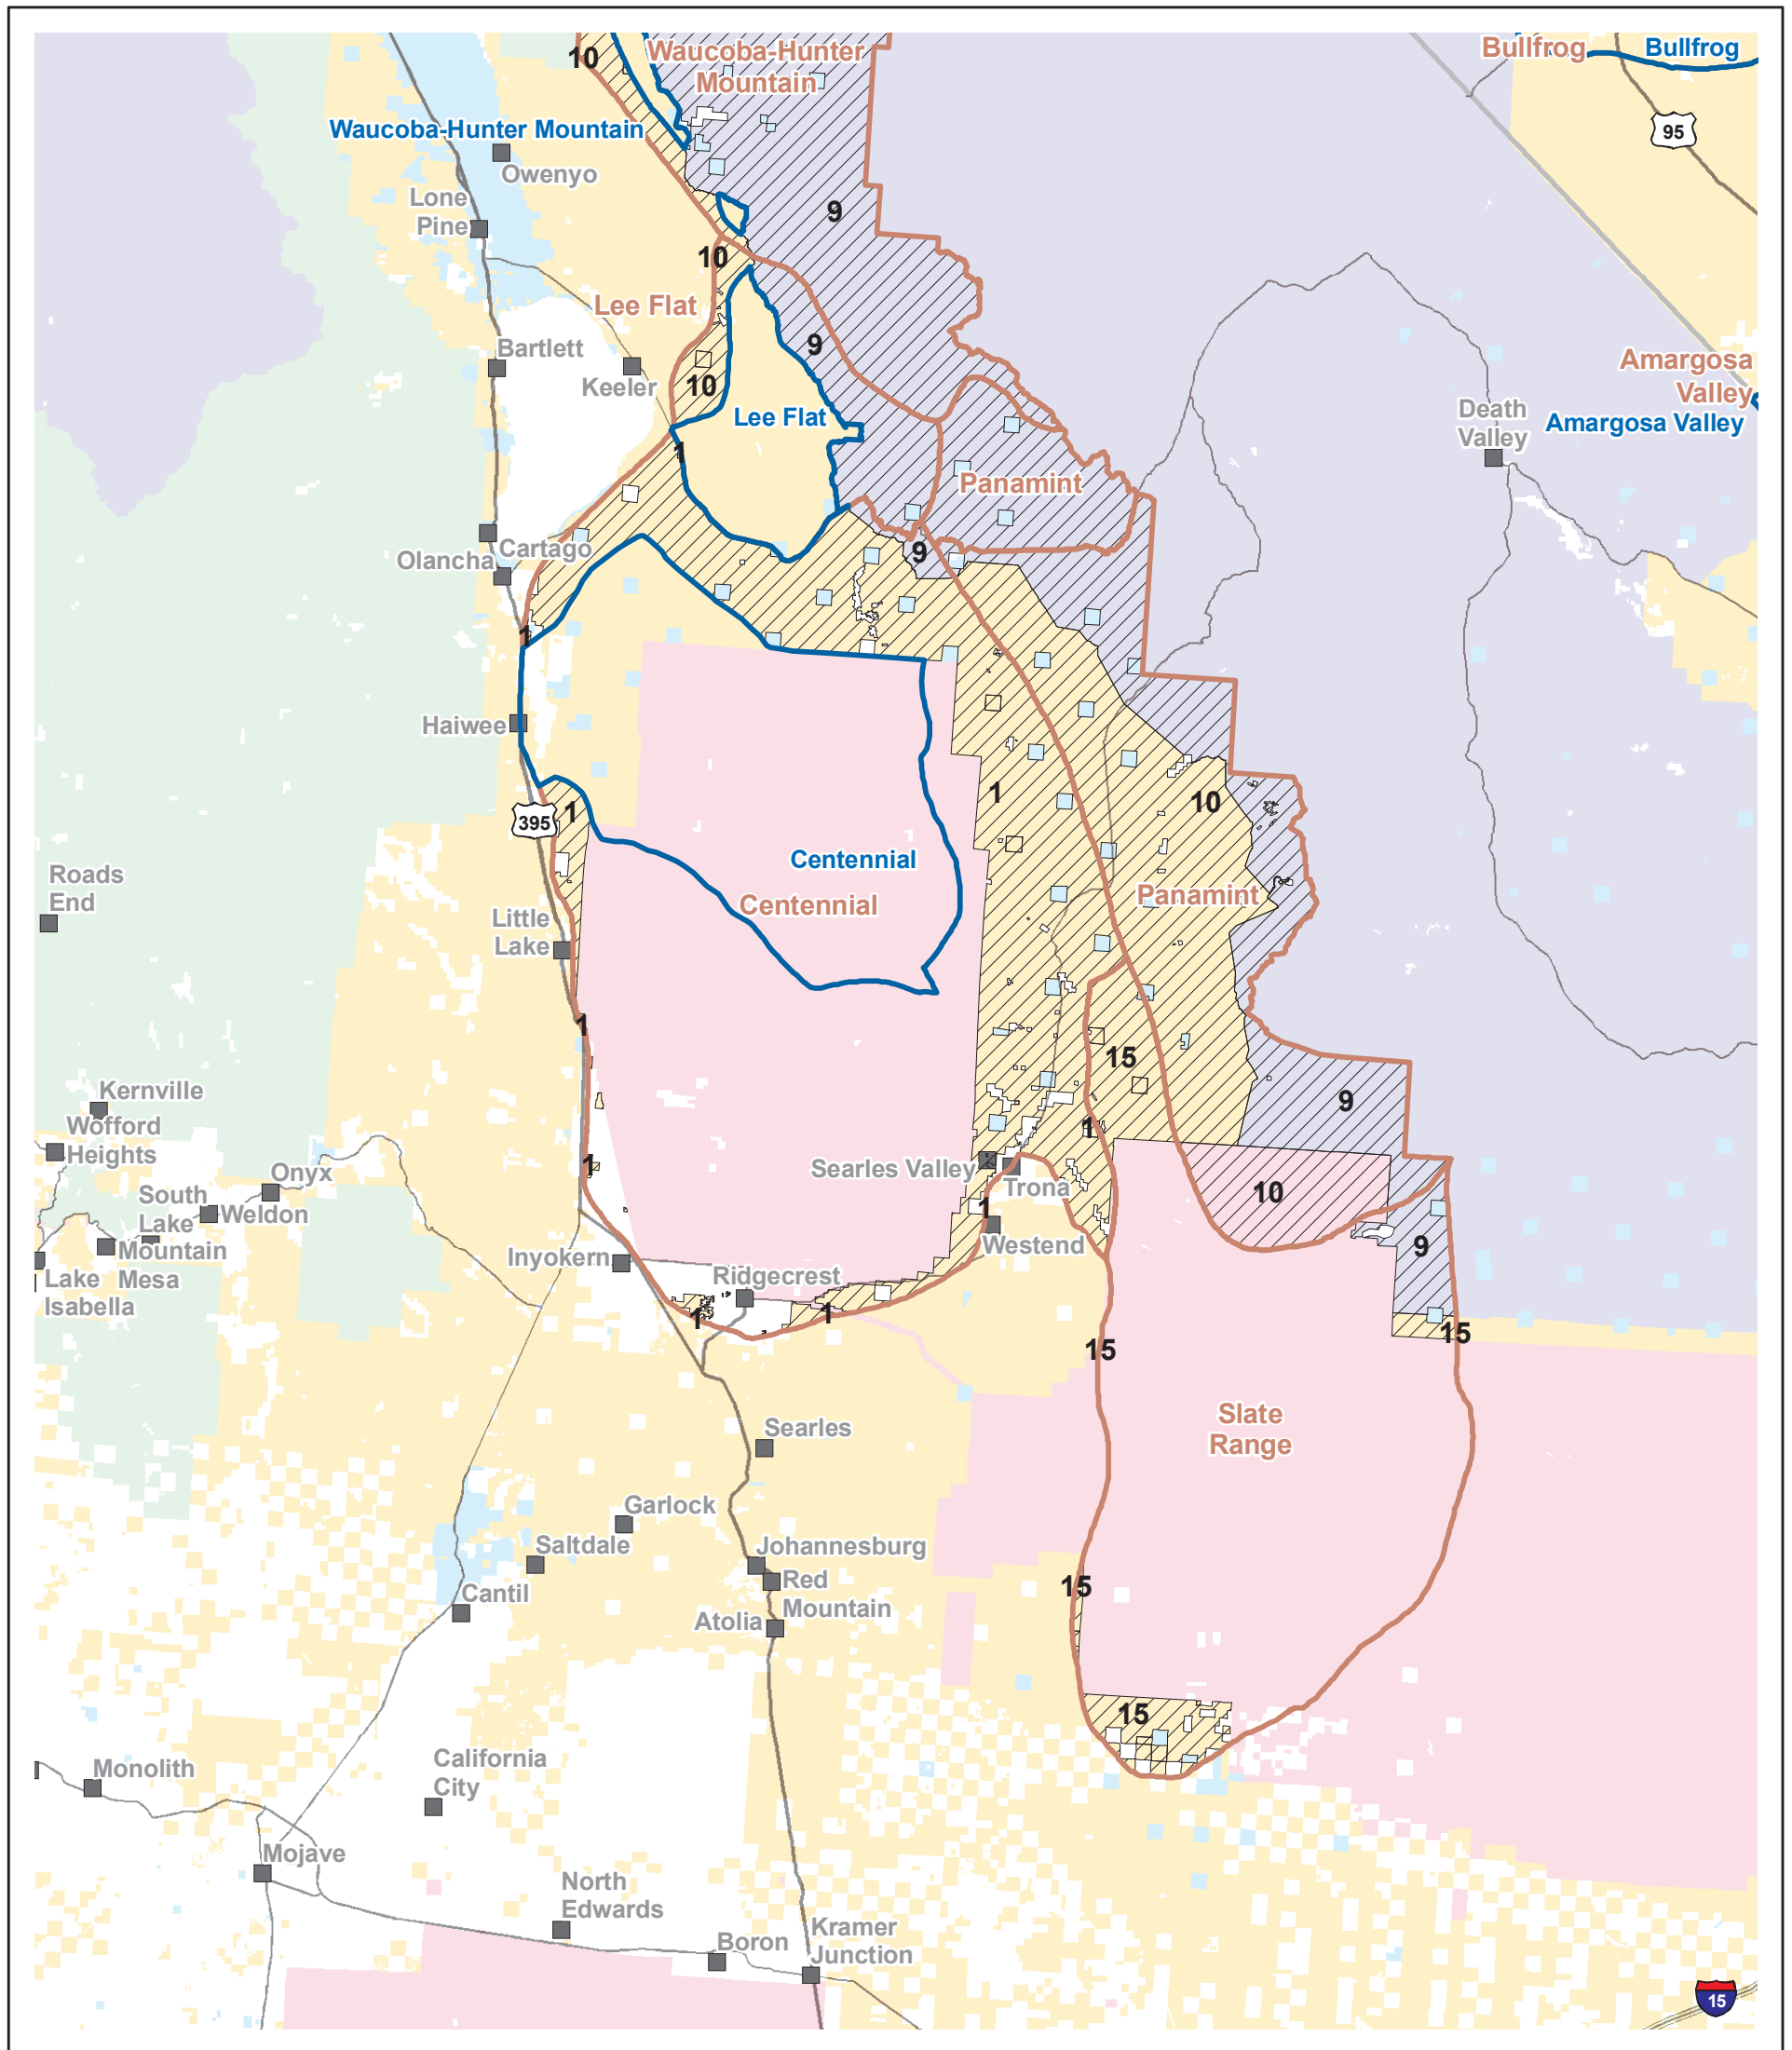 10
Waucoba-Hunter
Mountain
Bullfrog
Bullfrog
95
Waucoba-Hunter Mountain
Owenyo
Lone
Pine
9
10
Lee Flat
9
Bartlett
Keeler
10
Amargosa
Valley
Lee Flat
Death
Valley
Amargosa Valley
1
Panamint
Cartago
9
Olancha
1
Haiwee
1
10
1
395
Centennial
Centennial
Panamint
Roads
End
Little
Lake
1
15
9
Kernville
Wofford
Heights
1
1
Searles Valley
Trona
Onyx
South
Lake
Weldon
10
1
Westend
9
Mountain
Mesa
Inyokern
Lake
Isabella
Ridgecrest
1
1
15
15
Slate
Range
Searles
Garlock
Saltdale
Johannesburg
Red
Mountain
15
Cantil
Atolia
15
Monolith
California
City
Mojave
North
Edwards
Boron
Kramer
Junction
15